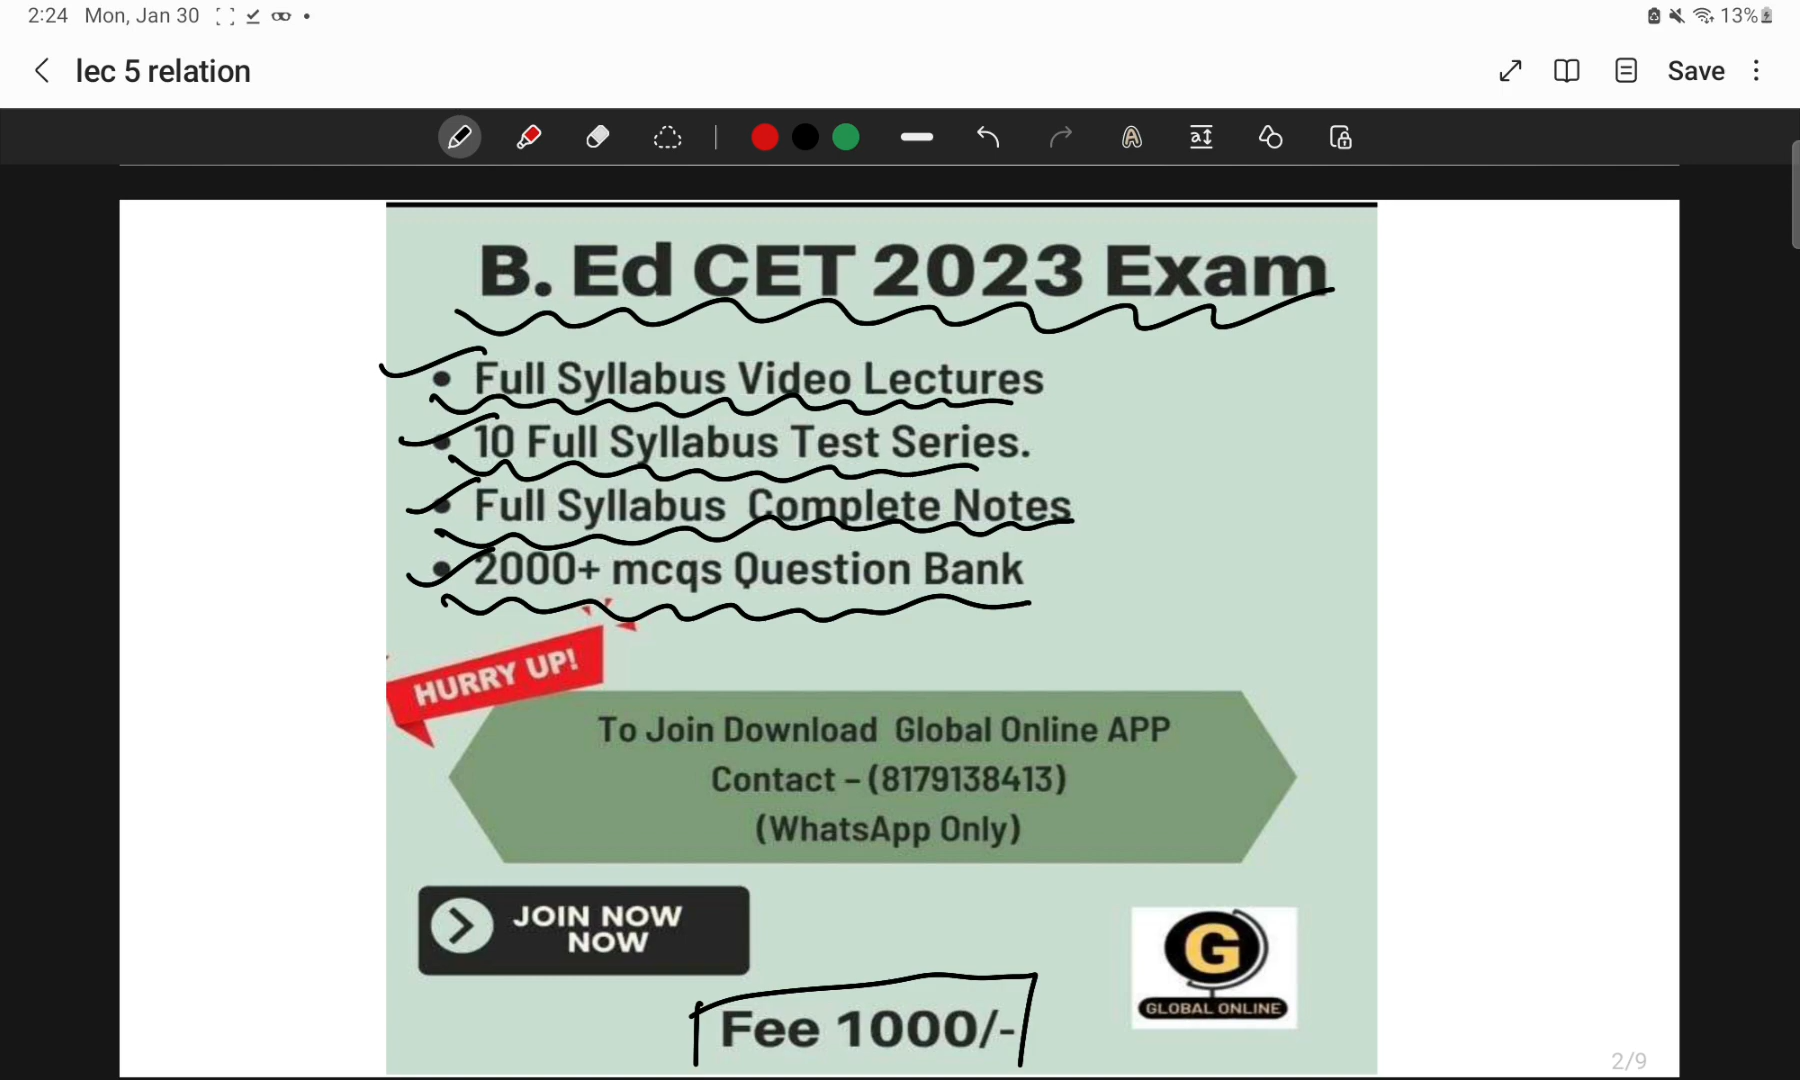 2:24 Mon, Jan 30 13%
lec 5 relation Save
B. Ed CET 2023 Exam
• Full Syllabus Video Lectures
• 10 Full Syllabus Test Series.
• Full Syllabus Complete Notes
• 2000+ mcqs Question Bank
HURRY UP!
To Join Download Global Online APP
Contact – (8179138413)
(WhatsApp Only)
JOIN NOW
NOW
G
GLOBAL ONLINE
Fee 1000/-
2/9